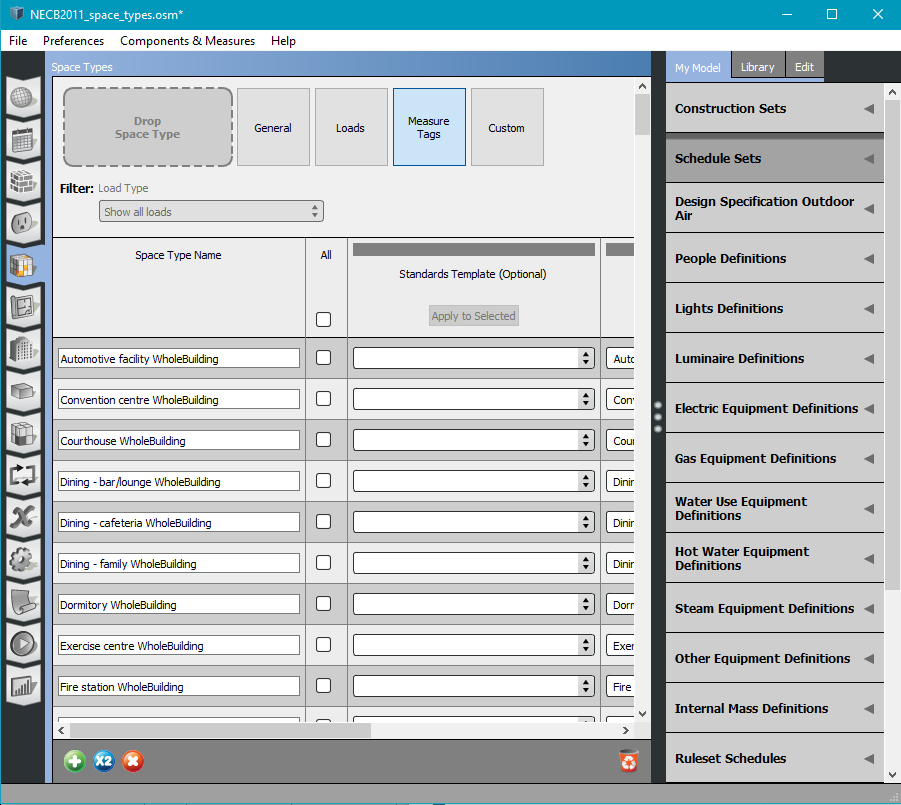 NECB2011_space_types.osm*
File Preferences Components & Measures Help
Space Types
My Model Library Edit
Drop
Space Type
General
Loads
Measure
Tags
Custom
Filter: Load Type
Show all loads
Space Type Name
All
Standards Template (Optional)
Apply to Selected
Automotive facility WholeBuilding
Auto
Convention centre WholeBuilding
Con
Courthouse WholeBuilding
Cour
Dining - bar/lounge WholeBuilding
Dinin
Dining - cafeteria WholeBuilding
Dinin
Dining - family WholeBuilding
Dinin
Dormitory WholeBuilding
Dorm
Exercise centre WholeBuilding
Exer
Fire station WholeBuilding
Fire
X2
Construction Sets
Schedule Sets
Design Specification Outdoor
Air
People Definitions
Lights Definitions
Luminaire Definitions
Electric Equipment Definitions
Gas Equipment Definitions
Water Use Equipment
Definitions
Hot Water Equipment
Definitions
Steam Equipment Definitions
Other Equipment Definitions
Internal Mass Definitions
Ruleset Schedules